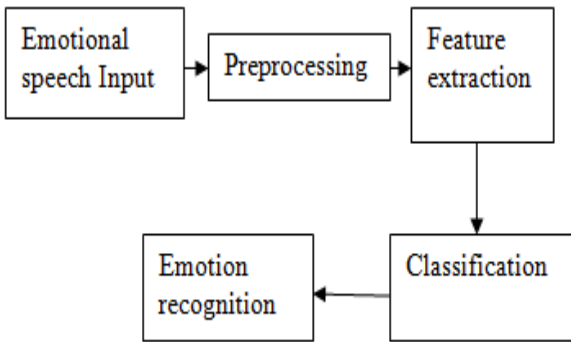 Emotional
speech Input
Preprocessing
Feature
extraction
Classification
Emotion
recognition